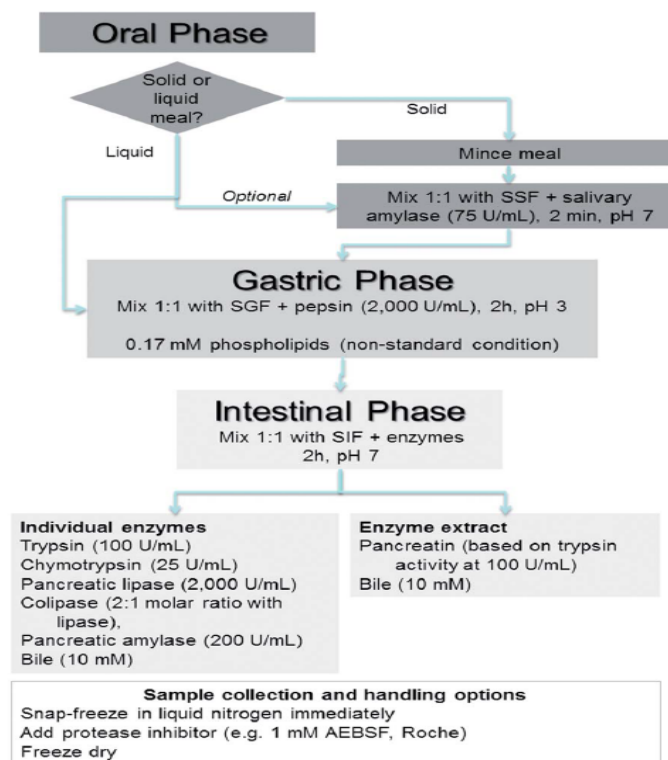 Oral Phase
Solid or
liquid
meal?
Solid
Liquid
Mince meal
Optional
Mix 1:1 with SSF + salivary
amylase (75 U/mL), 2 min, pH 7
Gastric Phase
Mix 1:1 with SGF + pepsin (2,000 U/mL), 2h, pH 3
0.17 mM phospholipids (non-standard condition)
Intestinal Phase
Mix 1:1 with SIF + enzymes
2h, pH 7
Individual enzymes
Trypsin (100 U/mL)
Chymotrypsin (25 U/mL)
Pancreatic lipase (2,000 U/mL)
Colipase (2:1 molar ratio with
lipase),
Pancreatic amylase (200 U/mL)
Bile (10 mM)
Enzyme extract
Pancreatin (based on trypsin
activity at 100 U/mL)
Bile (10 mM)
Sample collection and handling options
Snap-freeze in liquid nitrogen immediately
Add protease inhibitor (e.g. 1 mM AEBSF, Roche)
Freeze dry